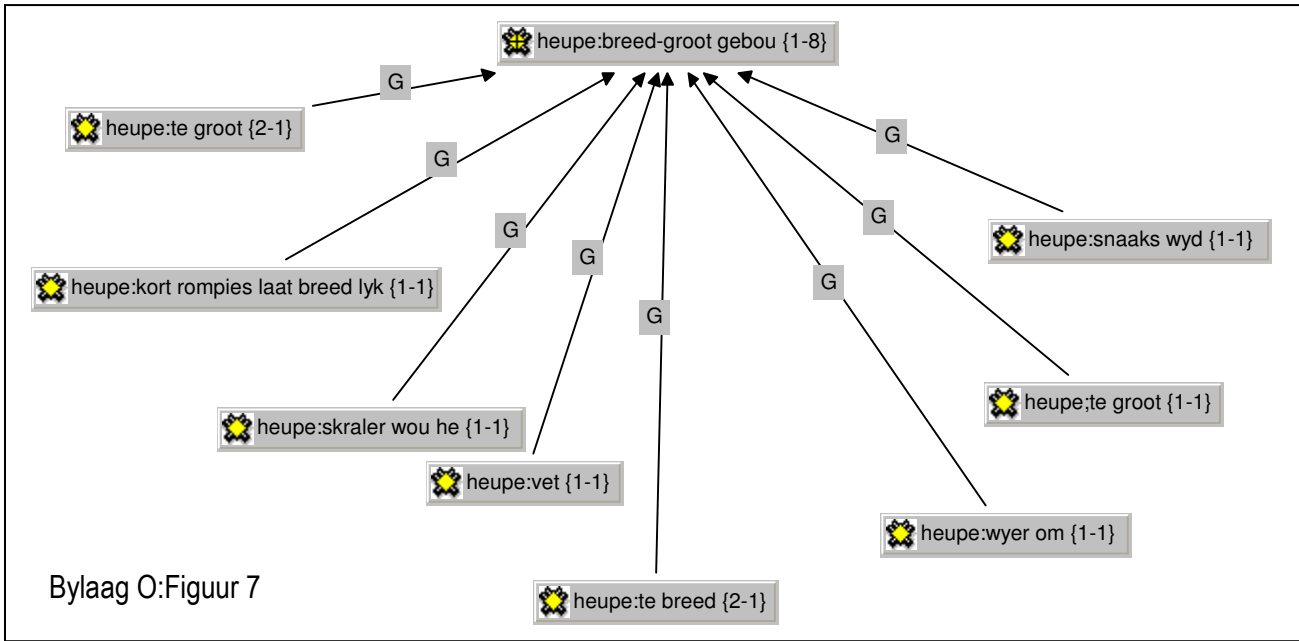 heupe:breed-groot gebou {1-8}
G
heupe:te groot {2-1}
G
G
G
heupe:snaaks wyd {1-1}
G
G
heupe:kort rompies laat breed lyk {1-1}
G
G
heupe;te groot {1-1}
heupe:skraler wou he {1-1}
heupe:vet {1-1}
heupe:wyer om {1-1}
Bylaag O:Figuur 7
heupe:te breed {2-1}